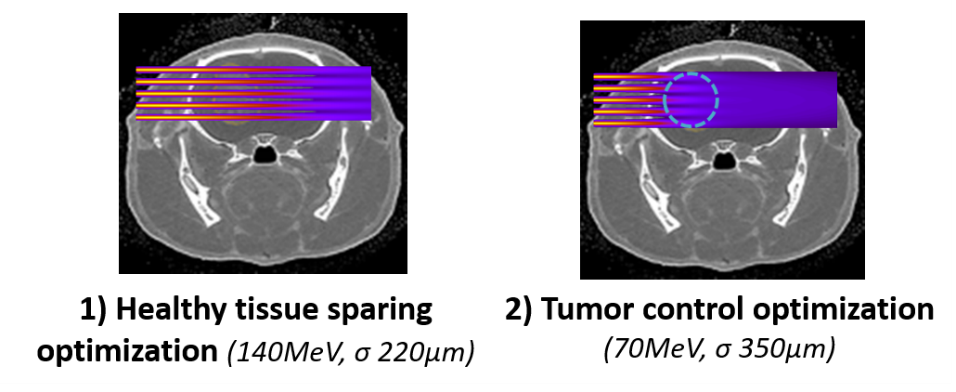 1) Healthy tissue sparing
optimization (140MeV, σ 220µm)
2) Tumor control optimization
(70MeV, σ 350µm)